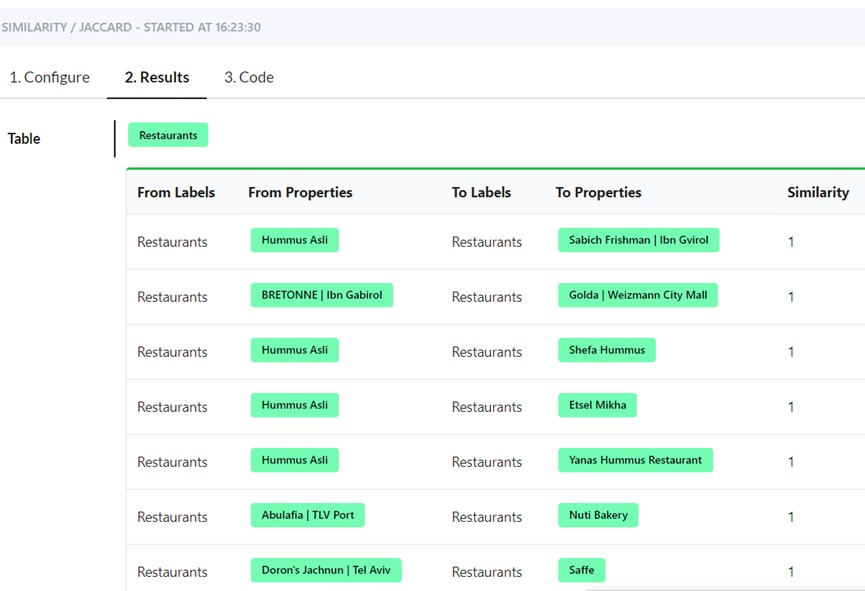 SIMILARITY / JACCARD - STARTED AT 16:23:30
1. Configure 2. Results 3. Code
Table Restaurants
From Labels From Properties To Labels To Properties Similarity
Restaurants Hummus Asli Restaurants Sabich Frishman | Ibn Gvirol 1
Restaurants BRETONNE | Ibn Gabirol Restaurants Golda | Weizmann City Mall 1
Restaurants Hummus Asli Restaurants Shefa Hummus 1
Restaurants Hummus Asli Restaurants Etsel Mikha 1
Restaurants Hummus Asli Restaurants Yanas Hummus Restaurant 1
Restaurants Abulafia | TLV Port Restaurants Nuti Bakery 1
Restaurants Doron's Jachnun | Tel Aviv Restaurants Saffe 1